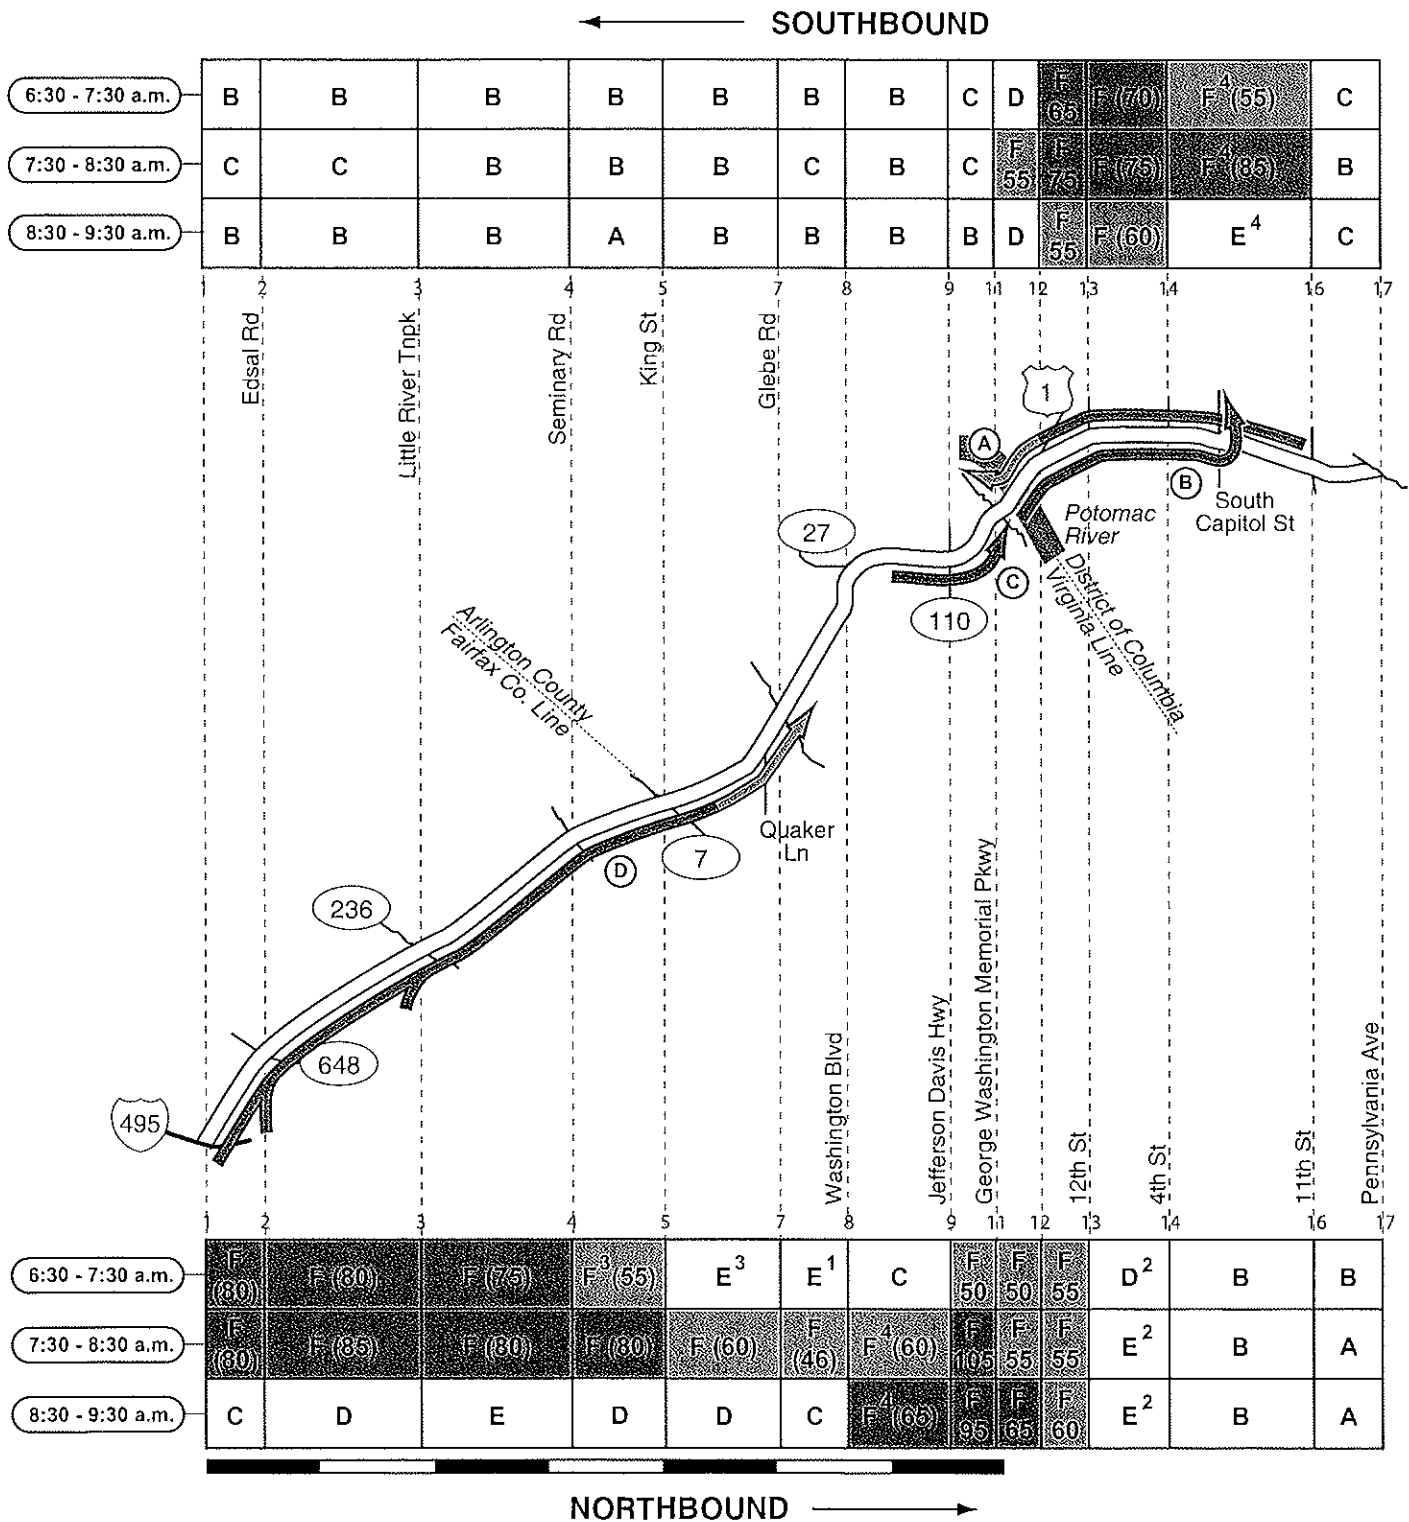 SOUTHBOUND
6:30 - 7:30 a.m. B B B B B B B C D F 65 F (70) F⁴(55) C
7:30 - 8:30 a.m. C C B B B C B C F 55 F 75 F (75) F⁴(85) B
8:30 - 9:30 a.m. B B B A B B B B D F 55 F (60) E⁴ C
1 2 3 4 5 7 8 9 11 12 13 14 16 17
Edsal Rd
Little River Tnpk
Seminary Rd
King St
Glebe Rd
1
A
B
South
Capitol St
Potomac
River
27
C
110
District of Columbia
Virginia Line
Arlington County
Fairfax Co. Line
Quaker
Ln
7
D
236
648
495
Washington Blvd
Jefferson Davis Hwy
George Washington Memorial Pkwy
12th St
4th St
11th St
Pennsylvania Ave
1 2 3 4 5 7 8 9 11 12 13 14 16 17
6:30 - 7:30 a.m. F (80) F (80) F (75) F³(55) E³ E¹ C F 50 F 50 F 55 D² B B
7:30 - 8:30 a.m. F (80) F (85) F (80) F (80) F (60) F (46) F⁴(60) F 105 F 55 F 55 E² B A
8:30 - 9:30 a.m. C D E D D C F⁴(65) F 95 F 65 F 60 E² B A
NORTHBOUND